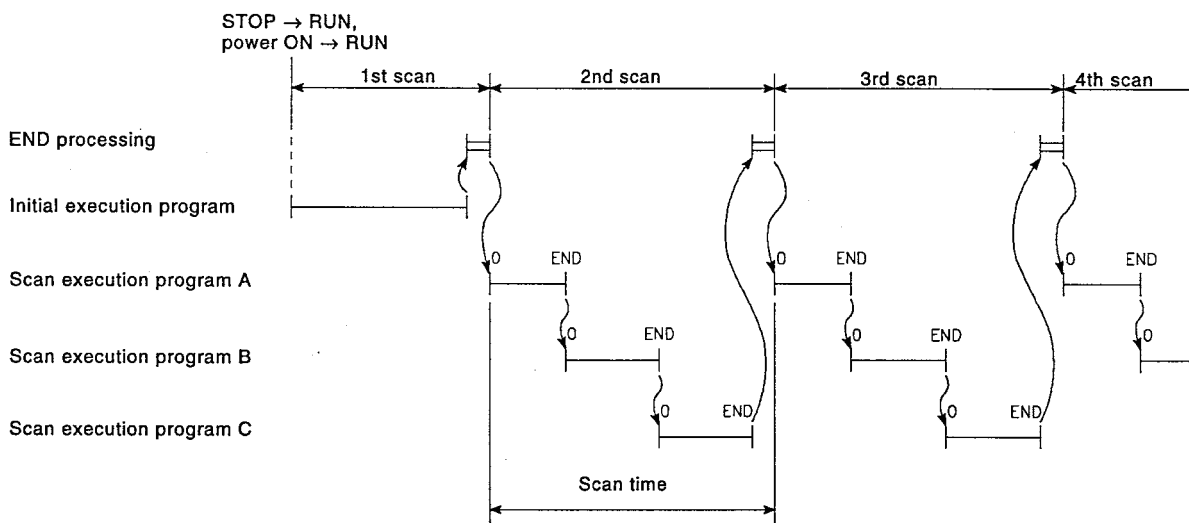 STOP → RUN,
power ON → RUN
1st scan
2nd scan
3rd scan
4th scan
END processing
Initial execution program
0 END 0 END 0 END
Scan execution program A
0 END 0 END 0
Scan execution program B
0 END 0 END
Scan execution program C
Scan time